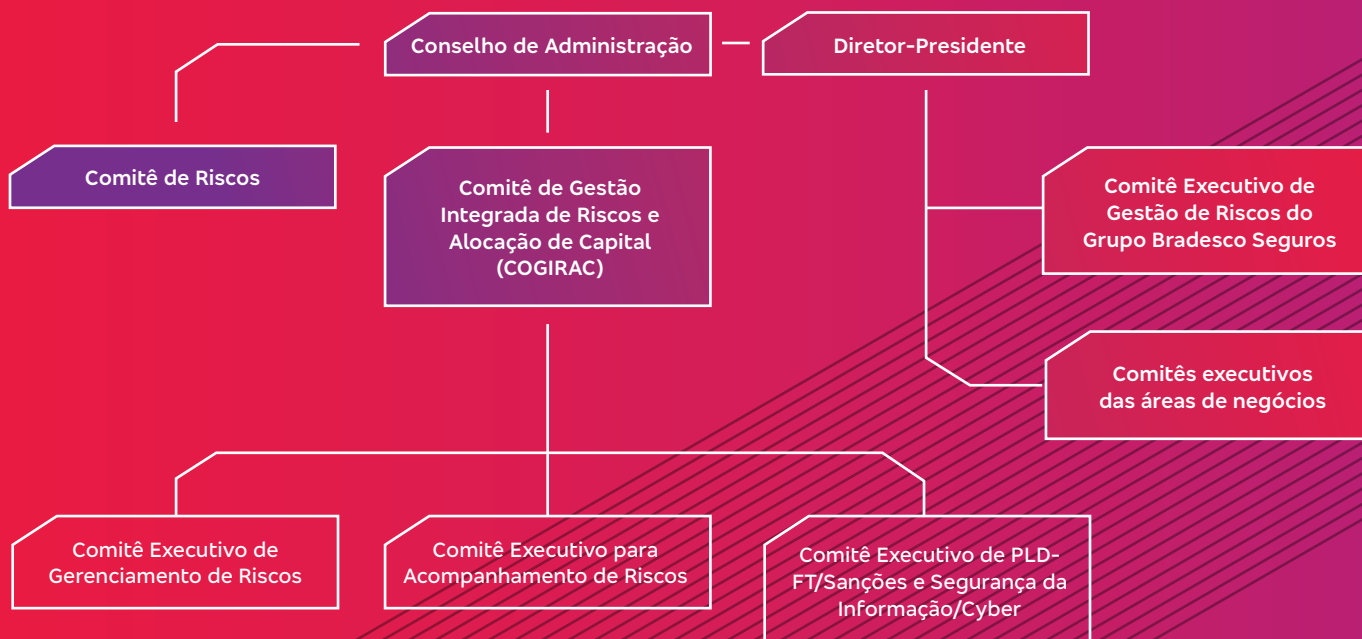 Conselho de Administração
Diretor-Presidente
Comitê de Riscos
Comitê de Gestão
Integrada de Riscos e
Alocação de Capital
(COGIRAC)
Comitê Executivo de
Gestão de Riscos do
Grupo Bradesco Seguros
Comitês executivos
das áreas de negócios
Comitê Executivo de
Gerenciamento de Riscos
Comitê Executivo para
Acompanhamento de Riscos
Comitê Executivo de PLD-
FT/Sanções e Segurança da
Informação/Cyber